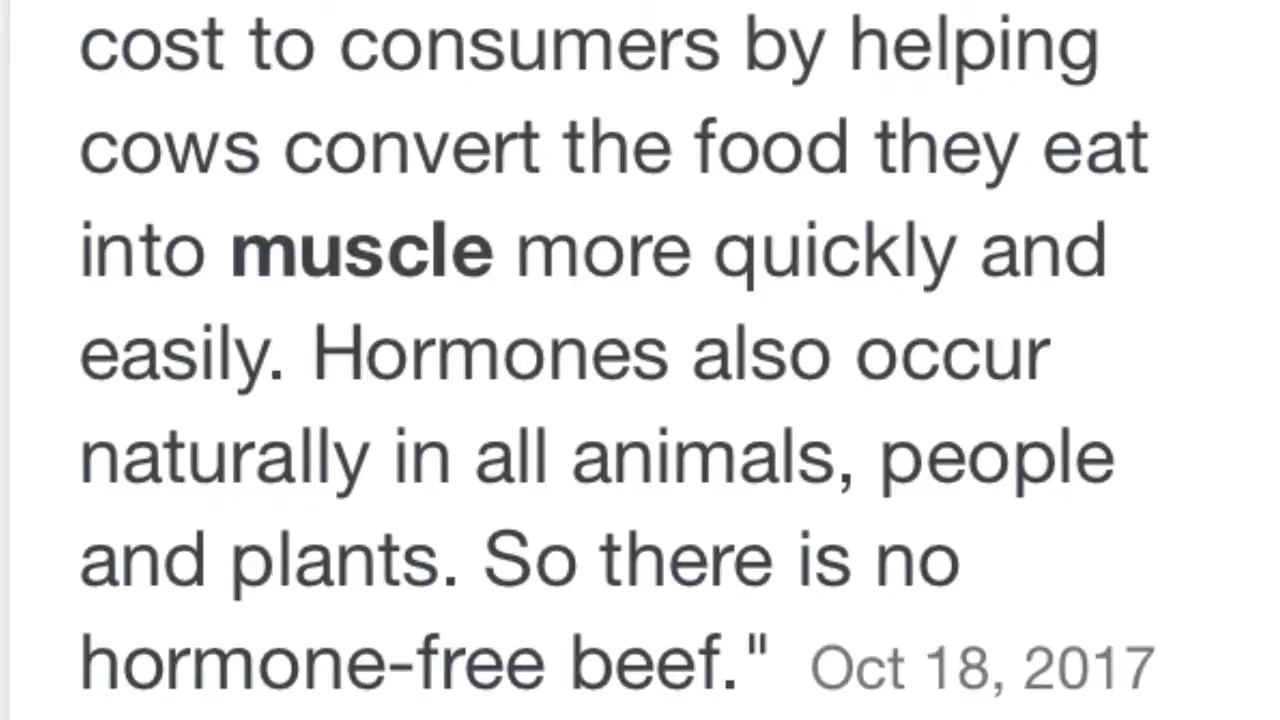 cost to consumers by helping
cows convert the food they eat
into muscle more quickly and
easily. Hormones also occur
naturally in all animals, people
and plants. So there is no
hormone-free beef." Oct 18, 2017